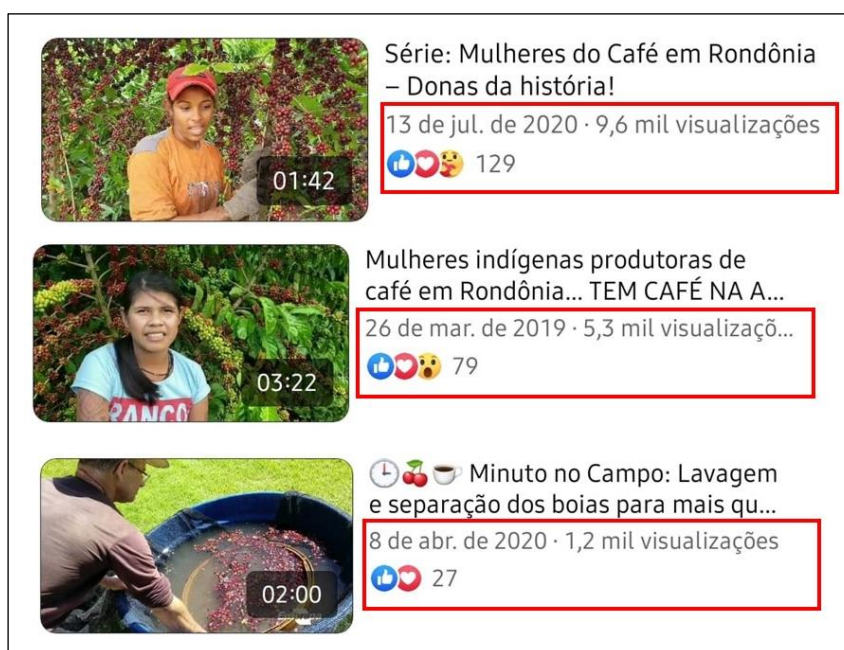 Série: Mulheres do Café em Rondônia
– Donas da história!
13 de jul. de 2020 · 9,6 mil visualizações
129
01:42
Mulheres indígenas produtoras de
café em Rondônia... TEM CAFÉ NA A...
26 de mar. de 2019 · 5,3 mil visualizaçõ...
79
03:22
RANCO
🕒🍒☕ Minuto no Campo: Lavagem
e separação dos boias para mais qu...
8 de abr. de 2020 · 1,2 mil visualizações
27
02:00